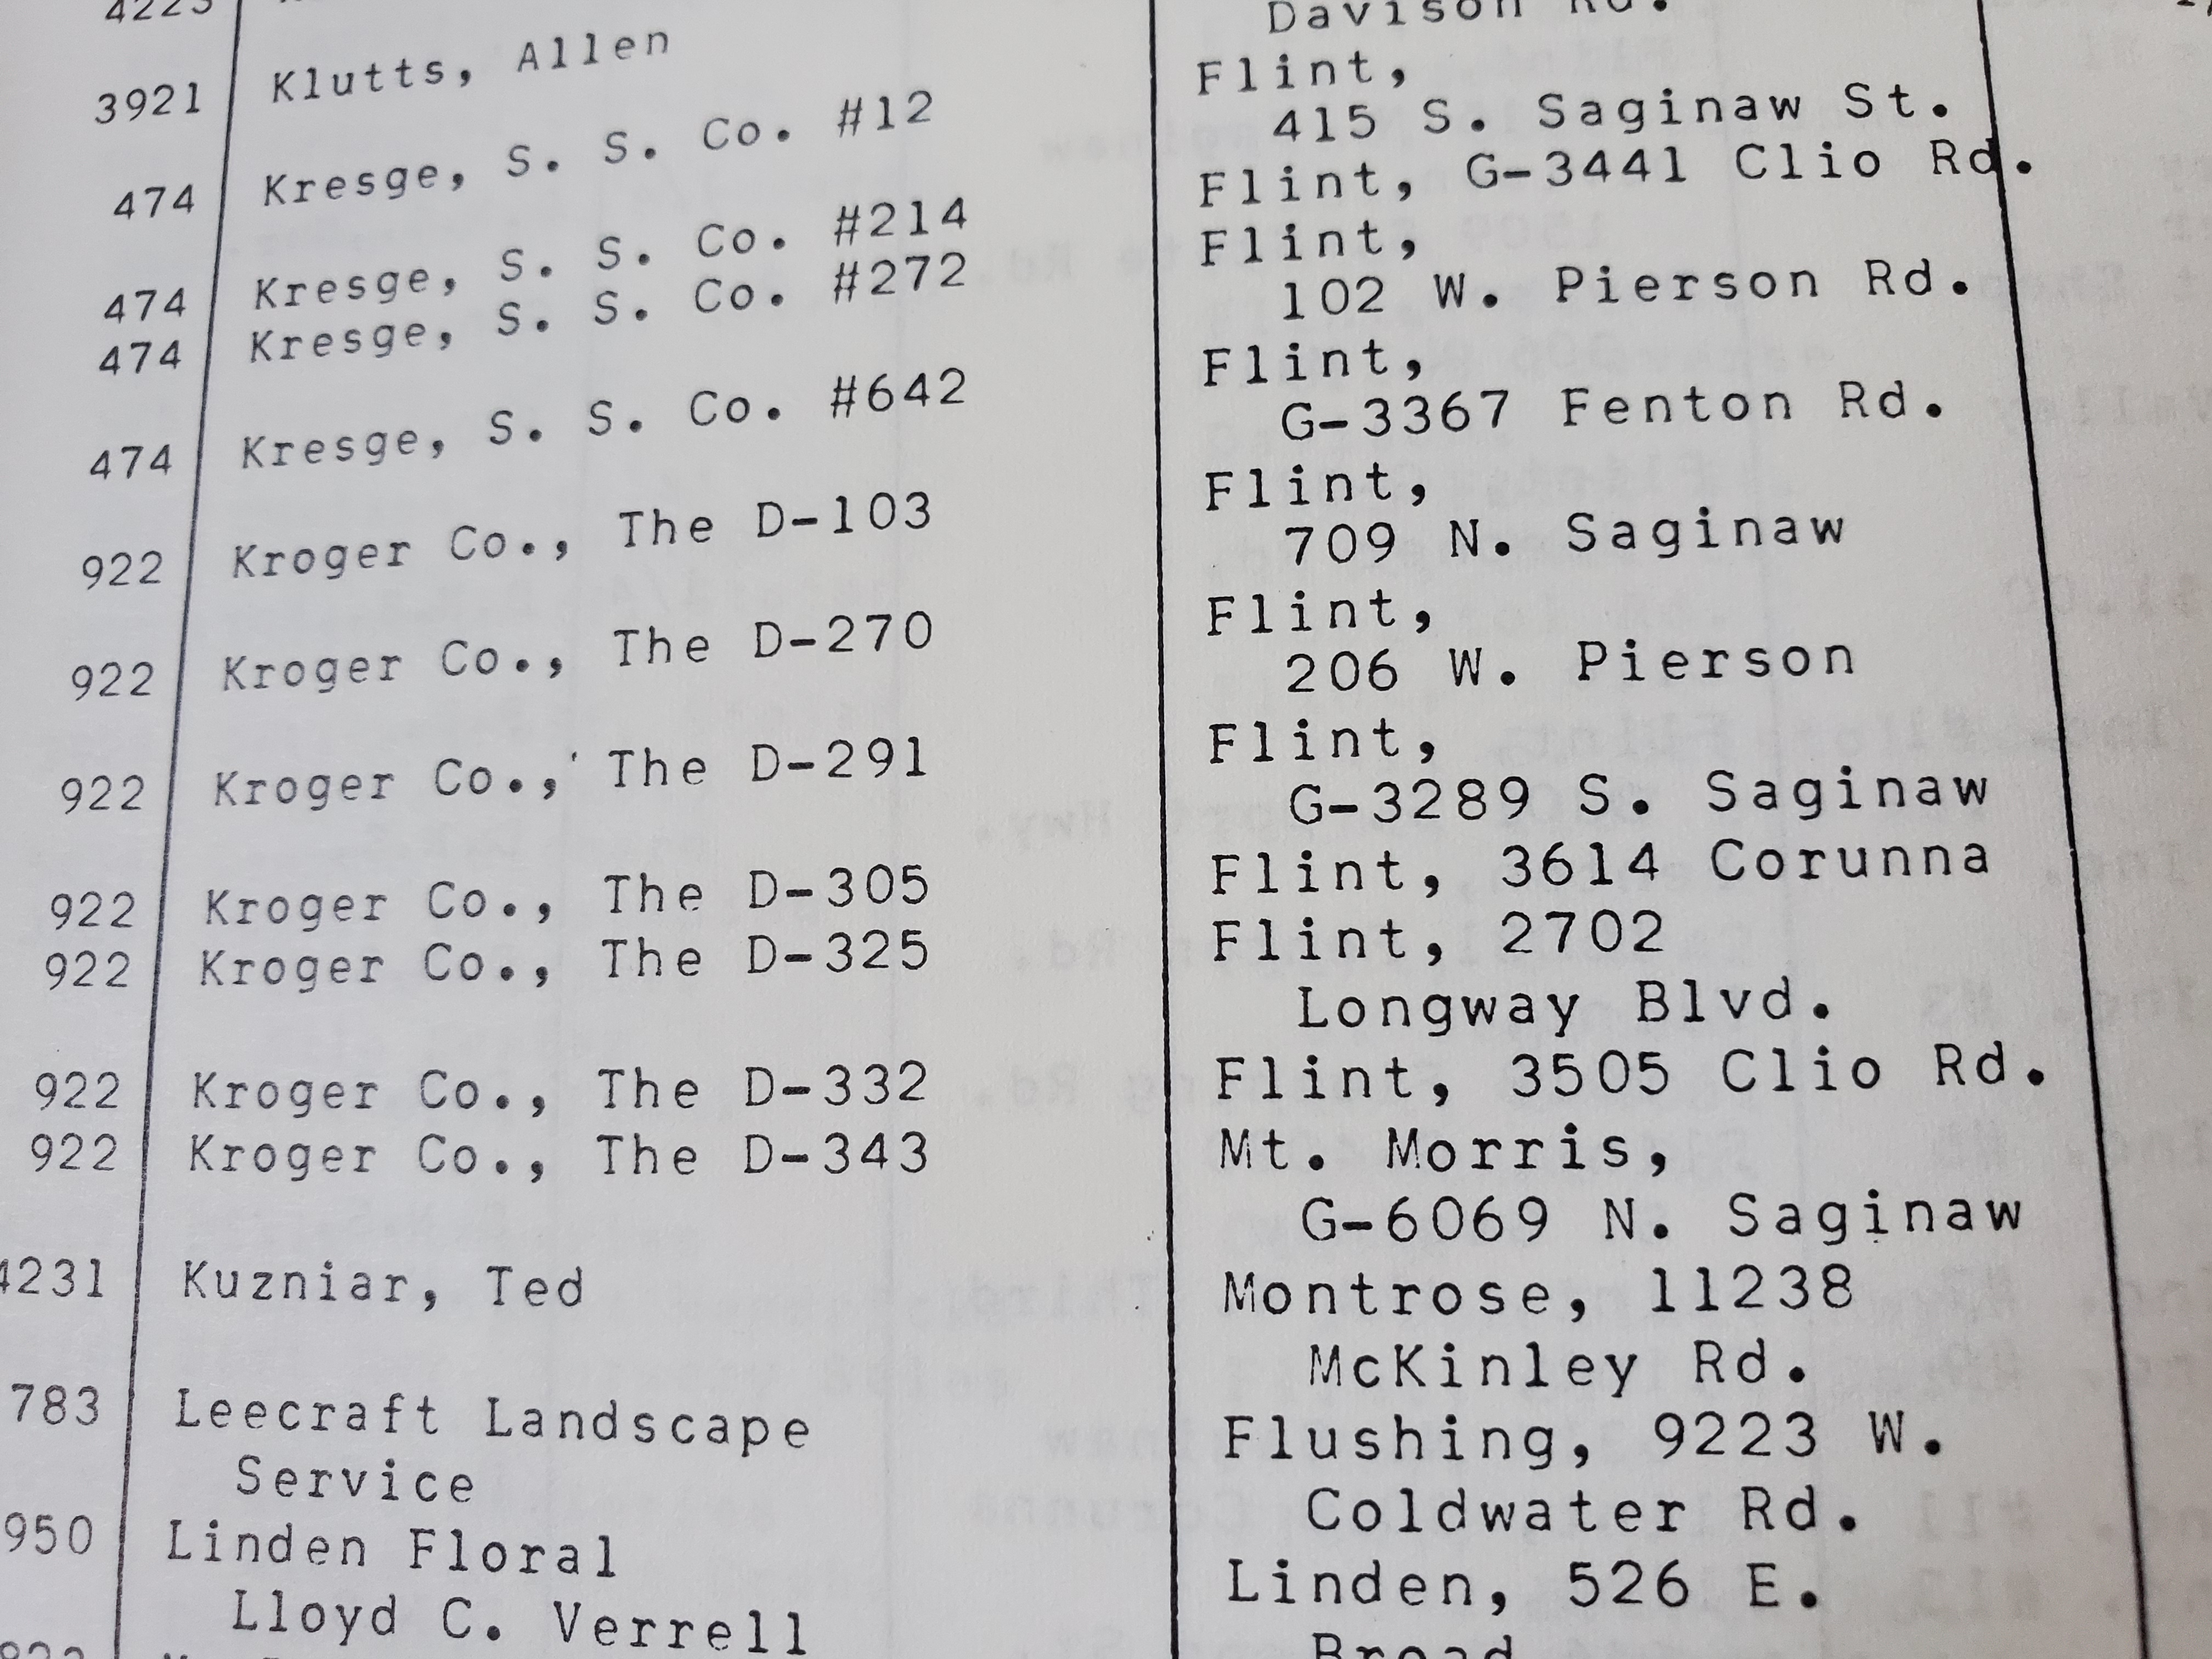 3921 Klutts, Allen
Davison Rd.
474 Kresge, S. S. Co. #12 Flint,
415 S. Saginaw St.
474 Kresge, S. S. Co. #214 Flint, G-3441 Clio Rd.
474 Kresge, S. S. Co. #272 Flint,
102 W. Pierson Rd.
474 Kresge, S. S. Co. #642 Flint,
G-3367 Fenton Rd.
922 Kroger Co., The D-103 Flint,
709 N. Saginaw
922 Kroger Co., The D-270 Flint,
206 W. Pierson
922 Kroger Co., The D-291 Flint,
G-3289 S. Saginaw
922 Kroger Co., The D-305 Flint, 3614 Corunna
922 Kroger Co., The D-325 Flint, 2702
Longway Blvd.
922 Kroger Co., The D-332 Flint, 3505 Clio Rd.
922 Kroger Co., The D-343 Mt. Morris,
G-6069 N. Saginaw
4231 Kuzniar, Ted Montrose, 11238
McKinley Rd.
783 Leecraft Landscape Flushing, 9223 W.
Service Coldwater Rd.
950 Linden Floral Linden, 526 E.
Lloyd C. Verrell Broad